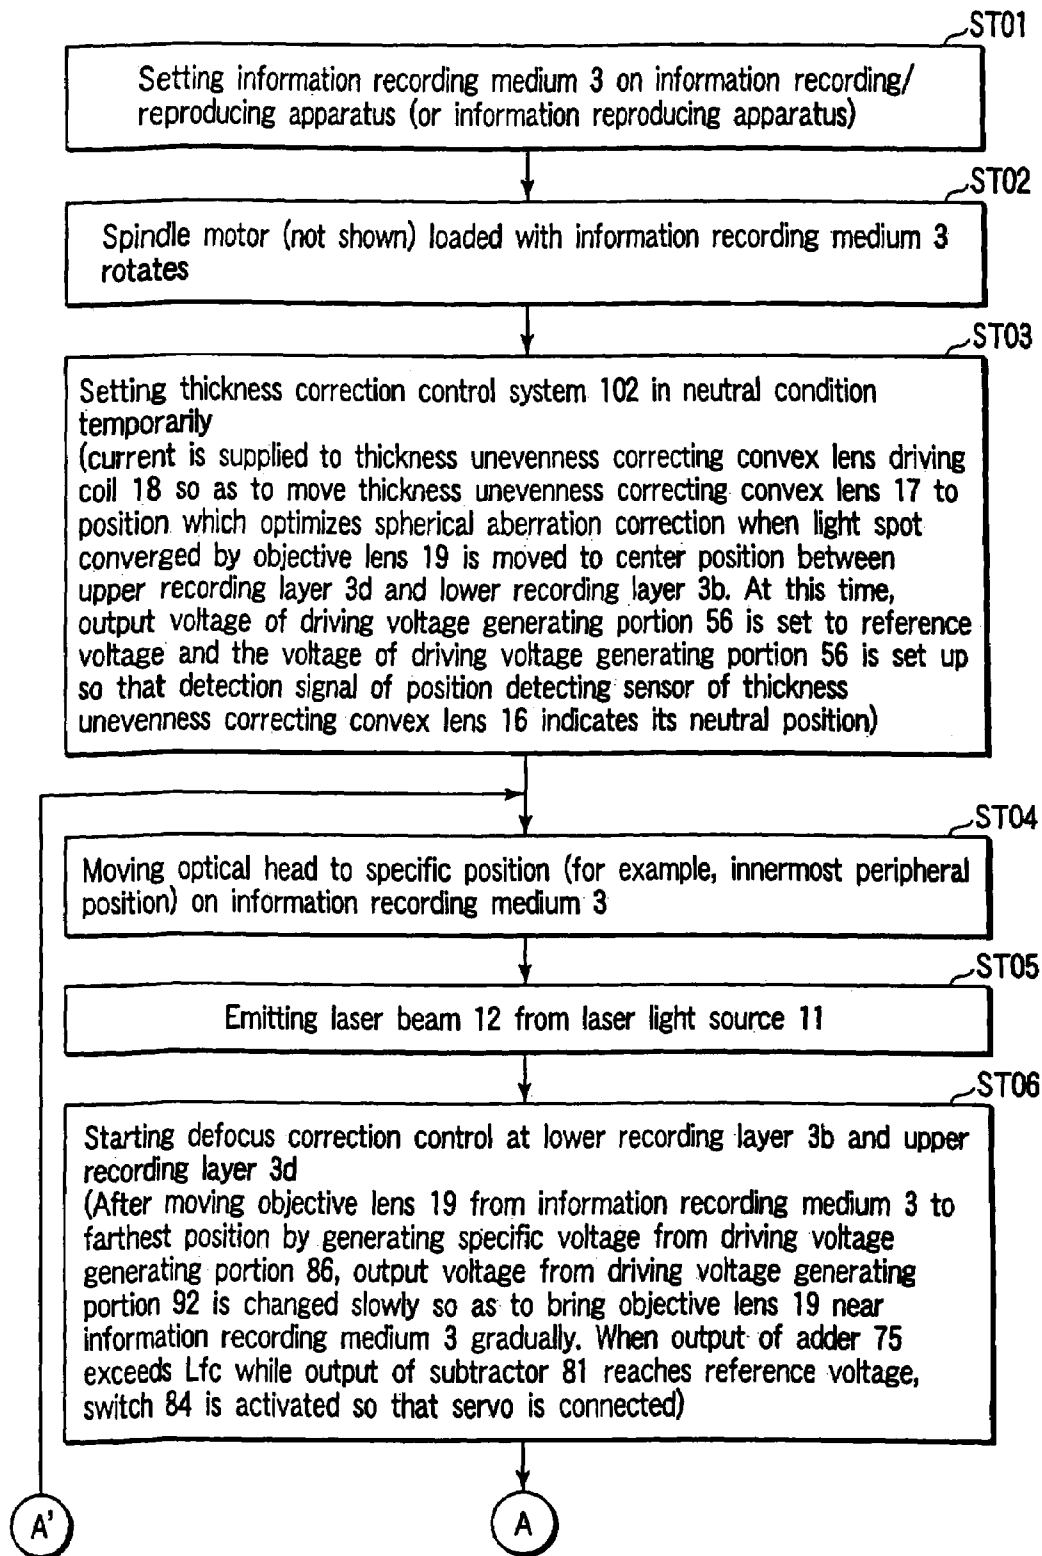 ST01
Setting information recording medium 3 on information recording/
reproducing apparatus (or information reproducing apparatus)
ST02
Spindle motor (not shown) loaded with information recording medium 3
rotates
ST03
Setting thickness correction control system 102 in neutral condition
temporarily
(current is supplied to thickness unevenness correcting convex lens driving
coil 18 so as to move thickness unevenness correcting convex lens 17 to
position which optimizes spherical aberration correction when light spot
converged by objective lens 19 is moved to center position between
upper recording layer 3d and lower recording layer 3b. At this time,
output voltage of driving voltage generating portion 56 is set to reference
voltage and the voltage of driving voltage generating portion 56 is set up
so that detection signal of position detecting sensor of thickness
unevenness correcting convex lens 16 indicates its neutral position)
ST04
Moving optical head to specific position (for example, innermost peripheral
position) on information recording medium 3
ST05
Emitting laser beam 12 from laser light source 11
ST06
Starting defocus correction control at lower recording layer 3b and upper
recording layer 3d
(After moving objective lens 19 from information recording medium 3 to
farthest position by generating specific voltage from driving voltage
generating portion 86, output voltage from driving voltage generating
portion 92 is changed slowly so as to bring objective lens 19 near
information recording medium 3 gradually. When output of adder 75
exceeds Lfc while output of subtractor 81 reaches reference voltage,
switch 84 is activated so that servo is connected)
A'
A